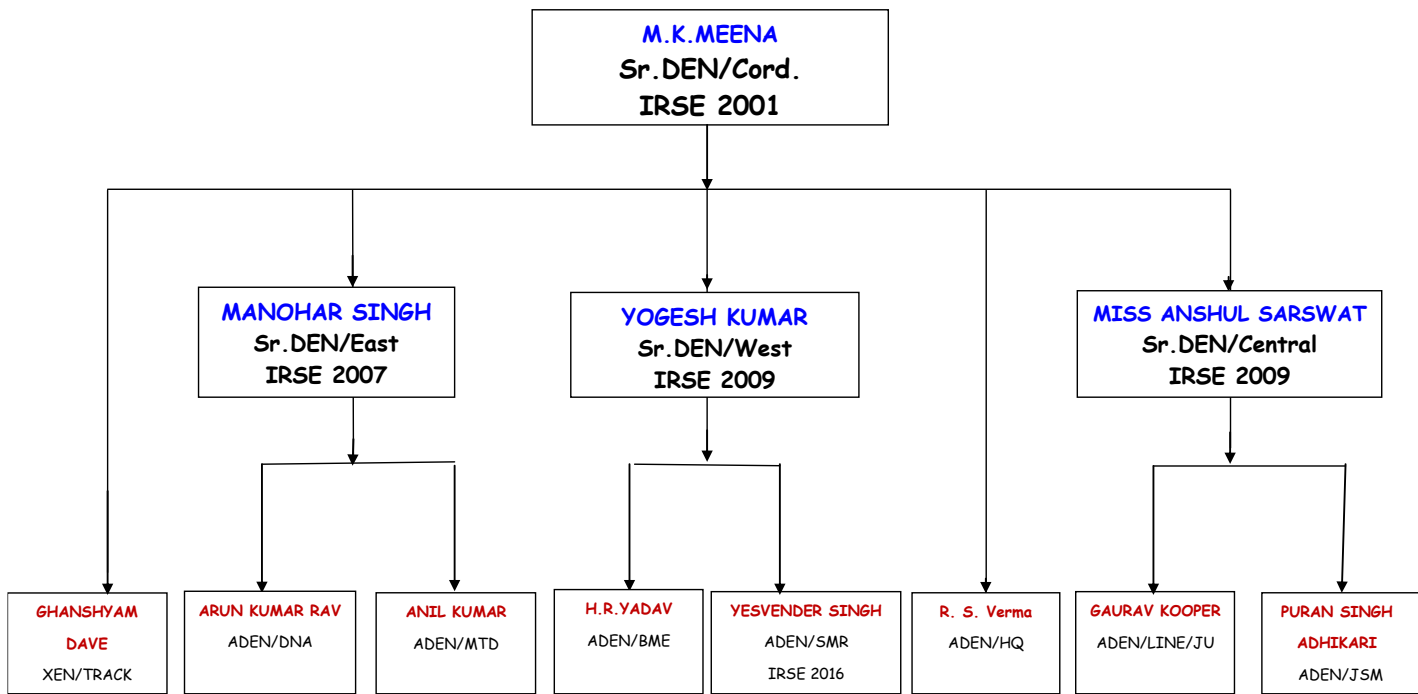 M.K.MEENA
Sr.DEN/Cord.
IRSE 2001
MANOHAR SINGH
Sr.DEN/East
IRSE 2007
YOGESH KUMAR
Sr.DEN/West
IRSE 2009
MISS ANSHUL SARSWAT
Sr.DEN/Central
IRSE 2009
GHANSHYAM
DAVE
XEN/TRACK
ARUN KUMAR RAV
ADEN/DNA
ANIL KUMAR
ADEN/MTD
H.R.YADAV
ADEN/BME
YESVENDER SINGH
ADEN/SMR
IRSE 2016
R. S. Verma
ADEN/HQ
GAURAV KOOPER
ADEN/LINE/JU
PURAN SINGH
ADHIKARI
ADEN/JSM